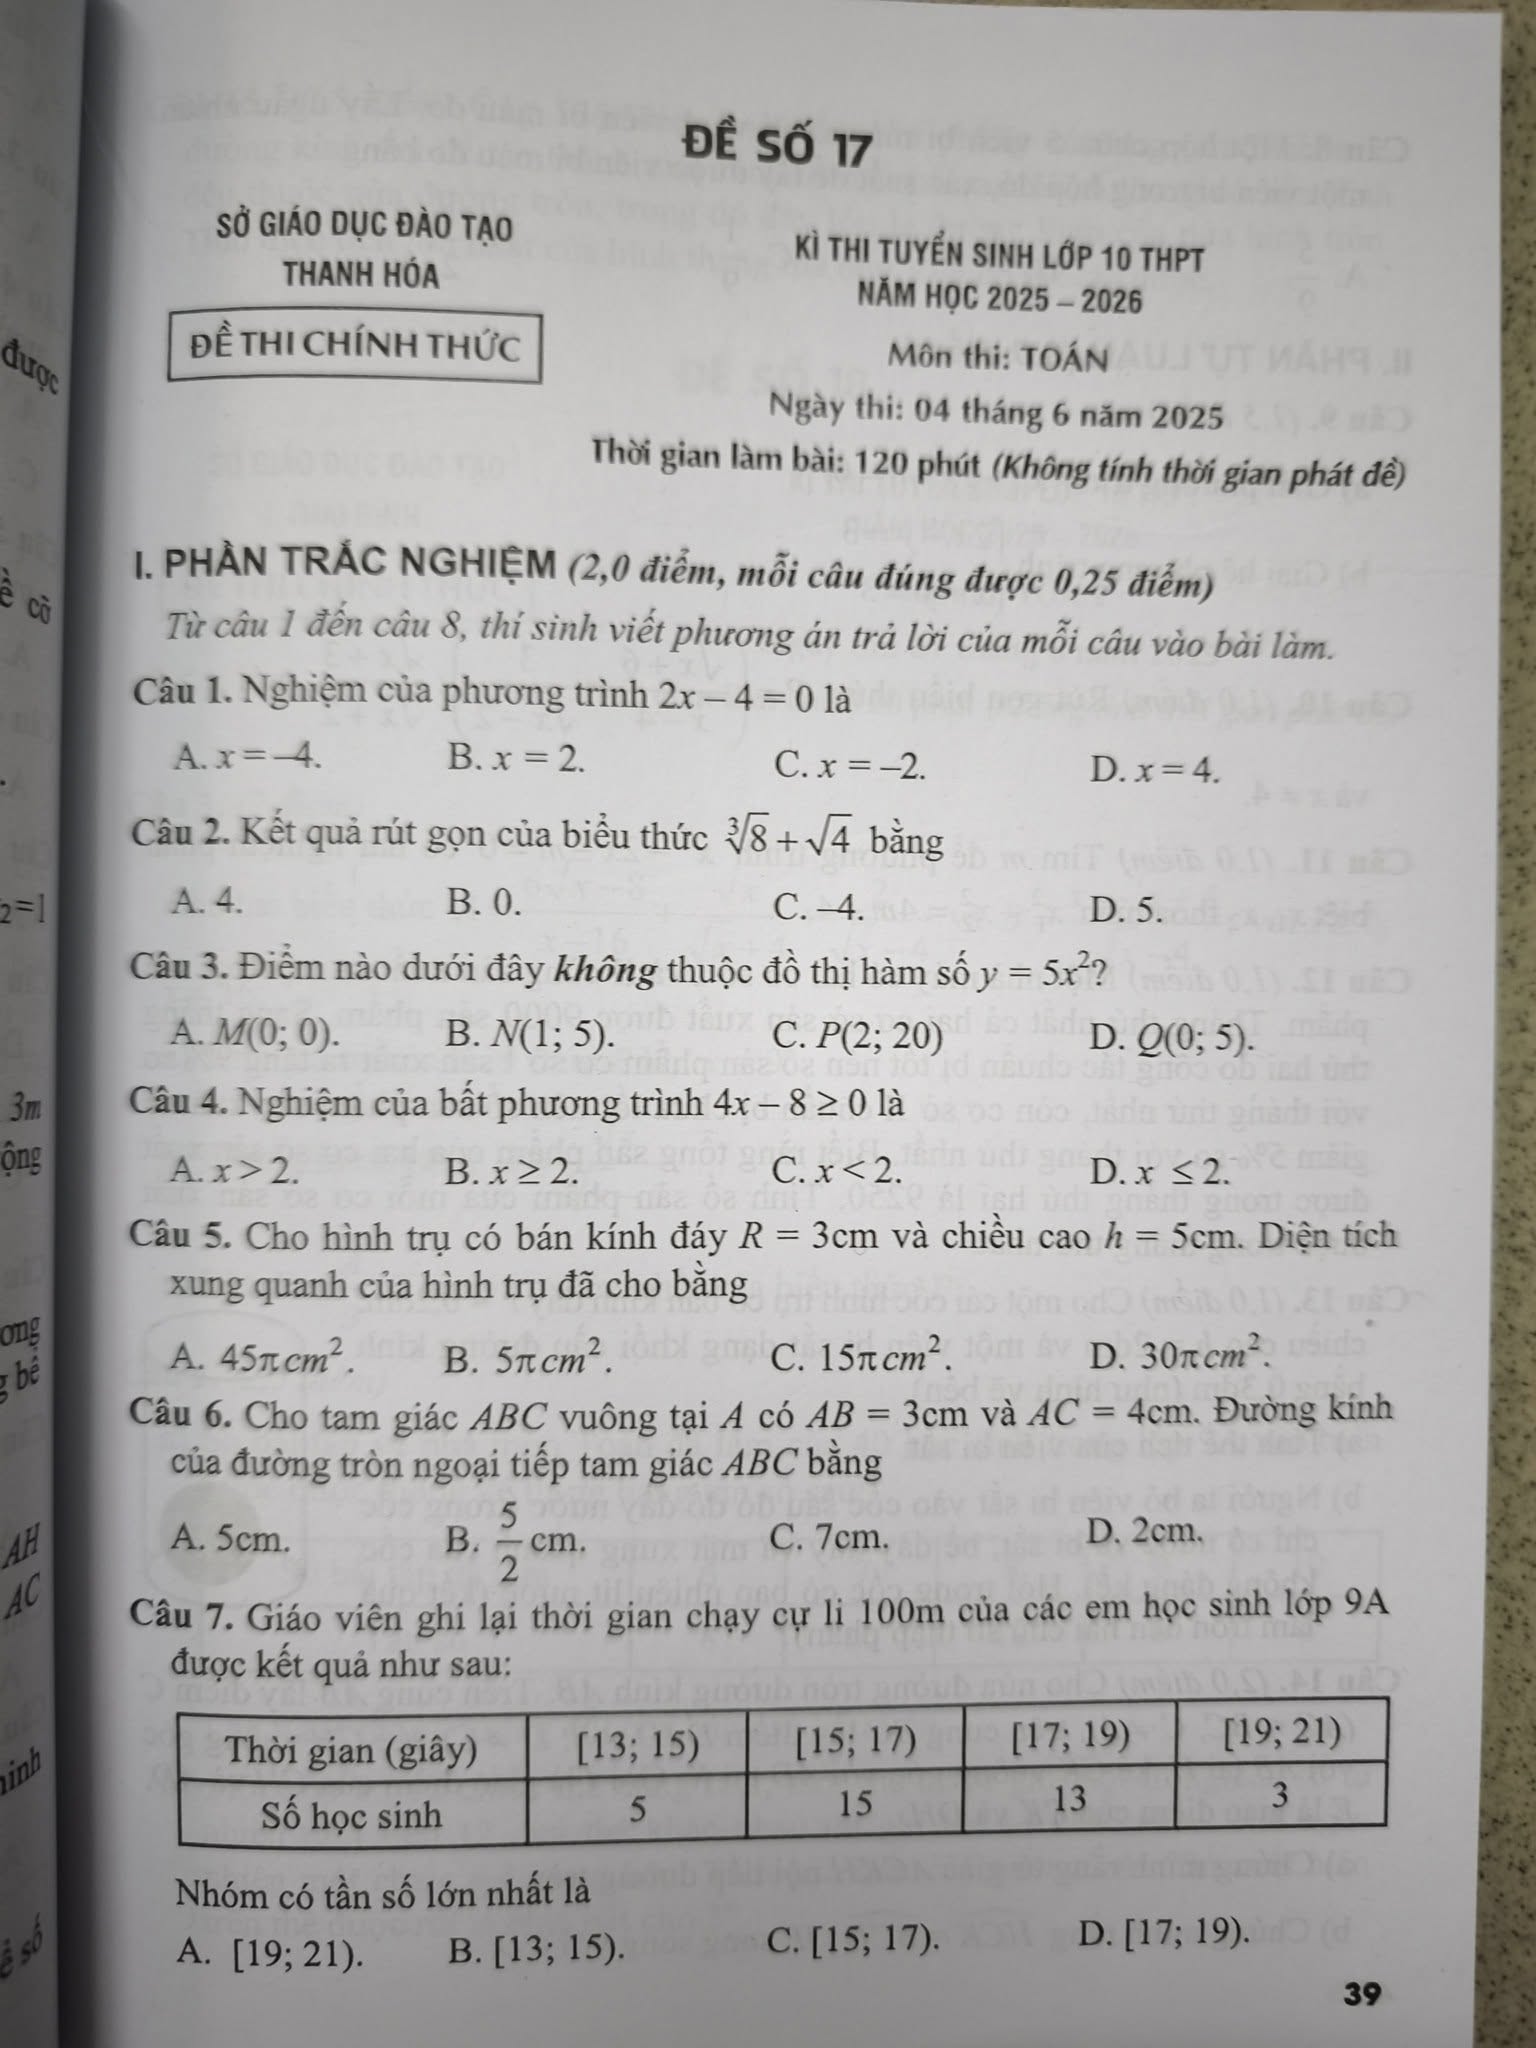 ĐỀ SỐ 17
SỞ GIÁO DỤC ĐÀO TẠO
THANH HÓA
ĐỀ THI CHÍNH THỨC
KÌ THI TUYỂN SINH LỚP 10 THPT
NĂM HỌC 2025 – 2026
Môn thi: TOÁN
Ngày thi: 04 tháng 6 năm 2025
Thời gian làm bài: 120 phút (Không tính thời gian phát đề)
I. PHẦN TRẮC NGHIỆM (2,0 điểm, mỗi câu đúng được 0,25 điểm)
Từ câu 1 đến câu 8, thí sinh viết phương án trả lời của mỗi câu vào bài làm.
Câu 1. Nghiệm của phương trình 2x – 4 = 0 là
A. x = –4. B. x = 2. C. x = –2. D. x = 4.
Câu 2. Kết quả rút gọn của biểu thức ∛8 + √4 bằng
A. 4. B. 0. C. –4. D. 5.
Câu 3. Điểm nào dưới đây không thuộc đồ thị hàm số y = 5x²?
A. M(0; 0). B. N(1; 5). C. P(2; 20) D. Q(0; 5).
Câu 4. Nghiệm của bất phương trình 4x – 8 ≥ 0 là
A. x > 2. B. x ≥ 2. C. x < 2. D. x ≤ 2.
Câu 5. Cho hình trụ có bán kính đáy R = 3cm và chiều cao h = 5cm. Diện tích
xung quanh của hình trụ đã cho bằng
A. 45π cm². B. 5π cm². C. 15π cm². D. 30π cm².
Câu 6. Cho tam giác ABC vuông tại A có AB = 3cm và AC = 4cm. Đường kính
của đường tròn ngoại tiếp tam giác ABC bằng
A. 5cm. B. 5/2 cm. C. 7cm. D. 2cm.
Câu 7. Giáo viên ghi lại thời gian chạy cự li 100m của các em học sinh lớp 9A
được kết quả như sau:
Thời gian (giây) [13; 15) [15; 17) [17; 19) [19; 21)
Số học sinh 5 15 13 3
Nhóm có tần số lớn nhất là
A. [19; 21). B. [13; 15). C. [15; 17). D. [17; 19).
39